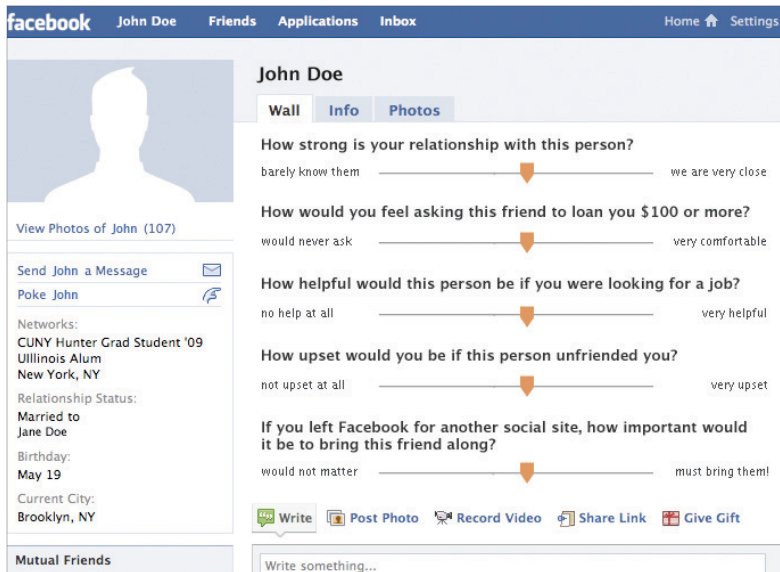 facebook John Doe Friends Applications Inbox Home Settings
John Doe
Wall Info Photos
How strong is your relationship with this person?
barely know them we are very close
How would you feel asking this friend to loan you $100 or more?
would never ask very comfortable
How helpful would this person be if you were looking for a job?
no help at all very helpful
How upset would you be if this person unfriended you?
not upset at all very upset
If you left Facebook for another social site, how important would
it be to bring this friend along?
would not matter must bring them!
Write Post Photo Record Video Share Link Give Gift
Write something...
View Photos of John (107)
Send John a Message
Poke John
Networks:
CUNY Hunter Grad Student '09
UIllinois Alum
New York, NY
Relationship Status:
Married to
Jane Doe
Birthday:
May 19
Current City:
Brooklyn, NY
Mutual Friends